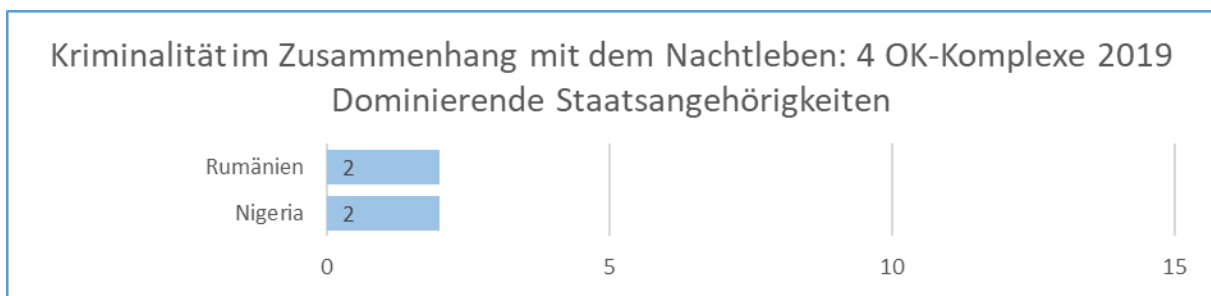 Kriminalität im Zusammenhang mit dem Nachtleben: 4 OK-Komplexe 2019
Dominierende Staatsangehörigkeiten
Rumänien 2
Nigeria 2
0 5 10 15